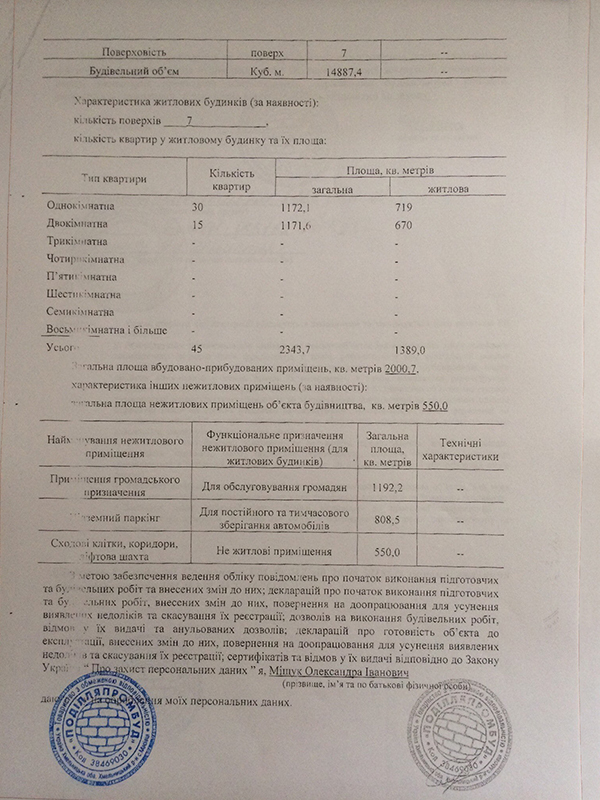 Поверховість поверх 7 --
Будівельний об’єм Куб. м. 14887,4 --
Характеристика житлових будинків (за наявності):
кількість поверхів 7 ,
кількість квартир у житловому будинку та їх площа:
Тип квартири Кількість квартир Площа, кв. метрів
загальна житлова
Однокімнатна 30 1172,1 719
Двокімнатна 15 1171,6 670
Трикімнатна - - -
Чотирикімнатна - - -
П’ятикімнатна - - -
Шестикімнатна - - -
Семикімнатна - - -
Восьмикімнатна і більше - - -
Усього 45 2343,7 1389,0
Загальна площа вбудовано-прибудованих приміщень, кв. метрів 2000,7,
характеристика інших нежитлових приміщень (за наявності):
загальна площа нежитлових приміщень об’єкта будівництва, кв. метрів 550,0
Найменування нежитлового приміщення Функціональне призначення нежитлового приміщення (для житлових будинків) Загальна площа, кв. метрів Технічні характеристики
Приміщення громадського призначення Для обслуговування громадян 1192,2 --
Підземний паркінг Для постійного та тимчасового зберігання автомобілів 808,5 --
Сходові клітки, коридори, ліфтова шахта Не житлові приміщення 550,0 --
З метою забезпечення ведення обліку повідомлень про початок виконання підготовчих
та будівельних робіт та внесених змін до них; декларацій про початок виконання підготовчих
та будівельних робіт, внесених змін до них, повернення на доопрацювання для усунення
виявлених недоліків та скасування їх реєстрації; дозволів на виконання будівельних робіт,
відмов у їх видачі та анульованих дозволів; декларацій про готовність об’єкта до
експлуатації, внесених змін до них, повернення на доопрацювання для усунення виявлених
недоліків та скасування їх реєстрації; сертифікатів та відмов у їх видачі відповідно до Закону
України “ Про захист персональних даних ” я, Міщук Олександра Іванович
(прізвище, ім’я та по батькові фізичної особи)
даю моїх персональних даних.
Товариство з обмеженою відповідальністю
«ПОДІЛЛЯПРОМБУД»
Код 38469030
«ПОДІЛЛЯПРОМБУД»
Код 38469030